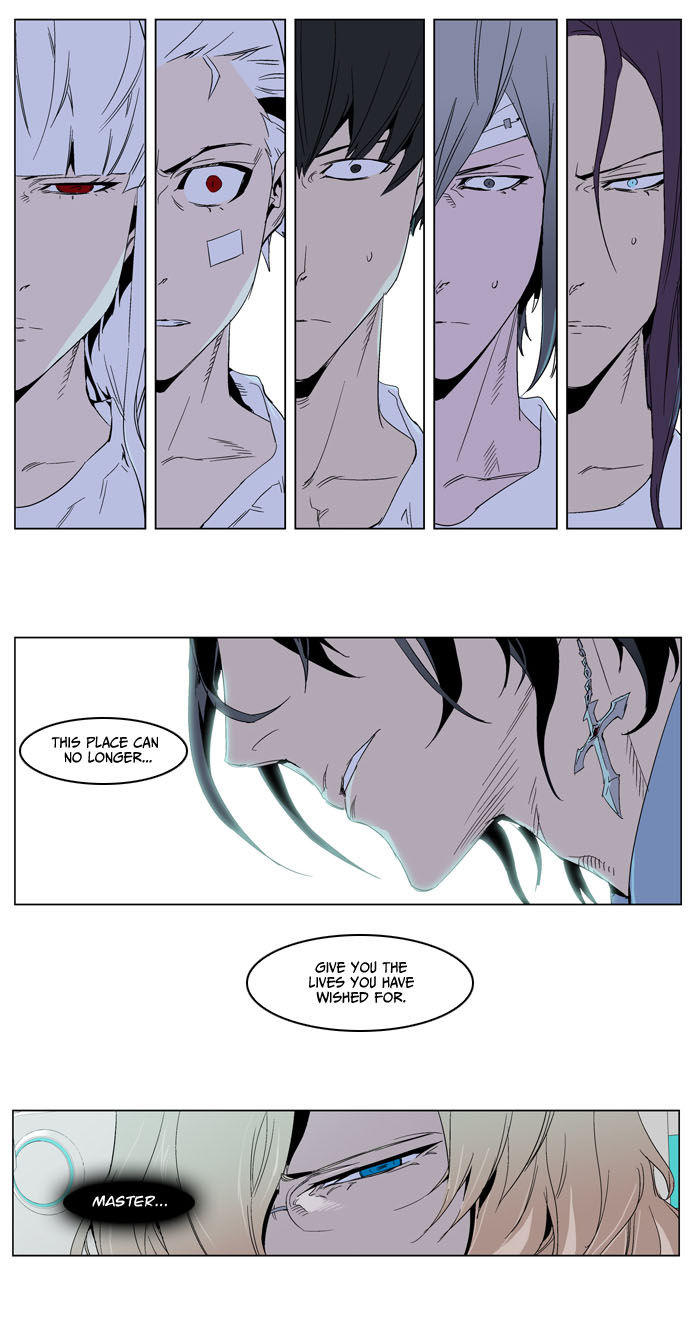 THIS PLACE CAN
NO LONGER...
GIVE YOU THE
LIVES YOU HAVE
WISHED FOR.
MASTER...